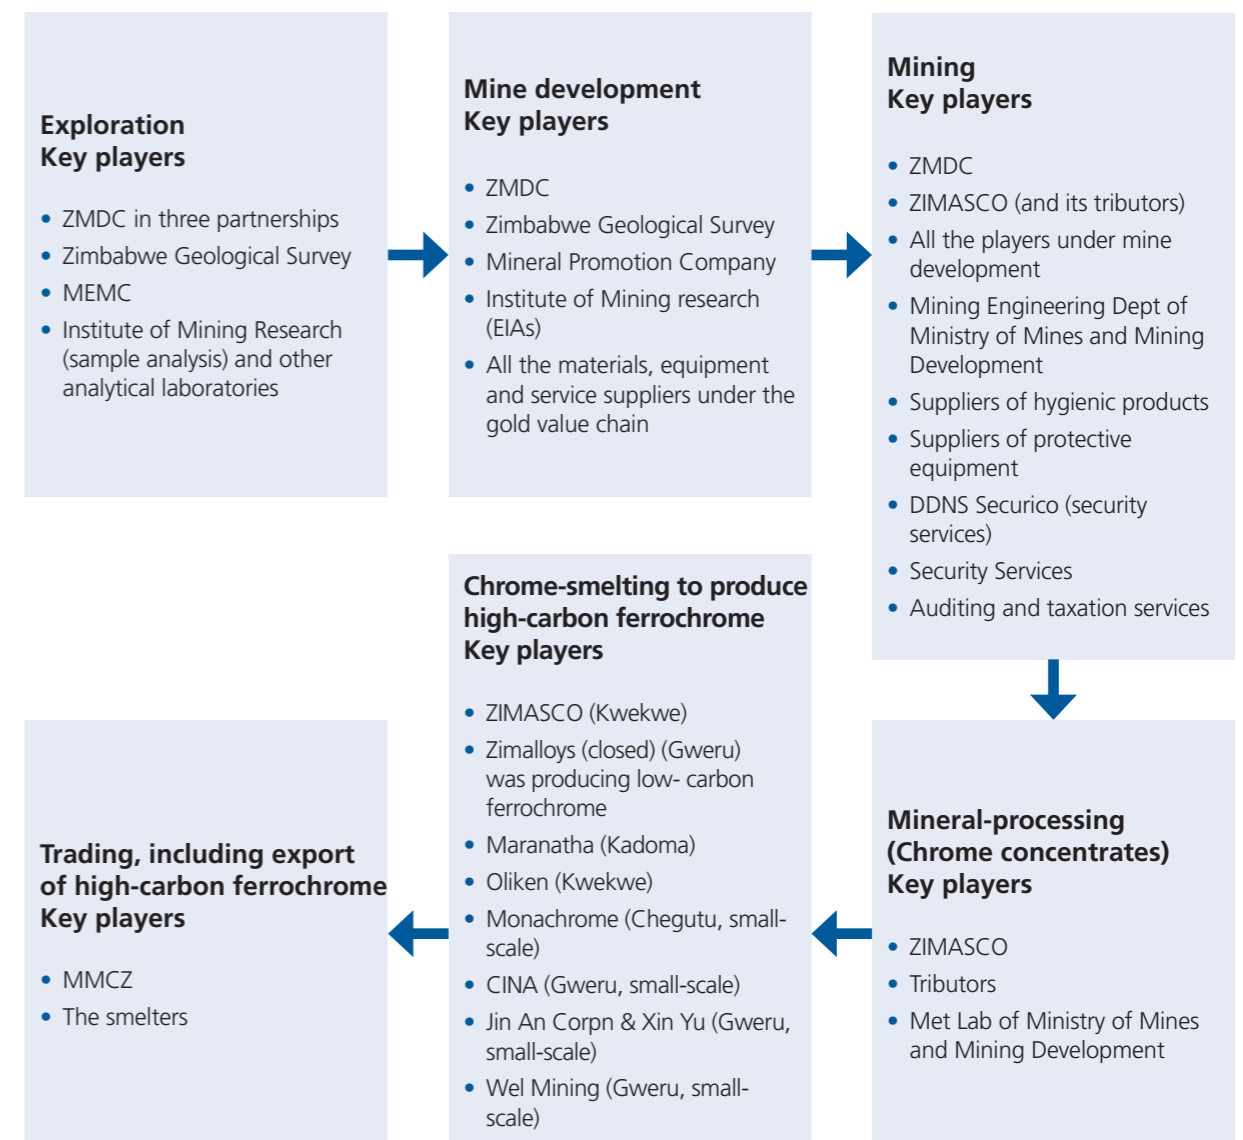 Exploration
Key players
• ZMDC in three partnerships
• Zimbabwe Geological Survey
• MEMC
• Institute of Mining Research
(sample analysis) and other
analytical laboratories
Mine development
Key players
• ZMDC
• Zimbabwe Geological Survey
• Mineral Promotion Company
• Institute of Mining research
(EIAs)
• All the materials, equipment
and service suppliers under the
gold value chain
Mining
Key players
• ZMDC
• ZIMASCO (and its tributors)
• All the players under mine
development
• Mining Engineering Dept of
Ministry of Mines and Mining
Development
• Suppliers of hygienic products
• Suppliers of protective
equipment
• DDNS Securico (security
services)
• Security Services
• Auditing and taxation services
Mineral-processing
(Chrome concentrates)
Key players
• ZIMASCO
• Tributors
• Met Lab of Ministry of Mines
and Mining Development
Chrome-smelting to produce
high-carbon ferrochrome
Key players
• ZIMASCO (Kwekwe)
• Zimalloys (closed) (Gweru)
was producing low- carbon
ferrochrome
• Maranatha (Kadoma)
• Oliken (Kwekwe)
• Monachrome (Chegutu, small-
scale)
• CINA (Gweru, small-scale)
• Jin An Corpn & Xin Yu (Gweru,
small-scale)
• Wel Mining (Gweru, small-
scale)
Trading, including export
of high-carbon ferrochrome
Key players
• MMCZ
• The smelters